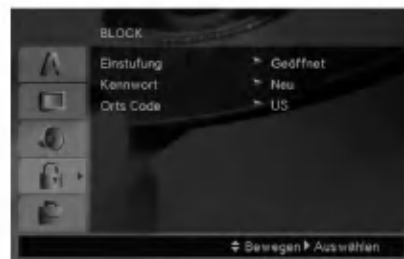 BLOCK
Einstufung Geöffnet
Kennwort Neu
Orts Code US
Bewegen Auswählen